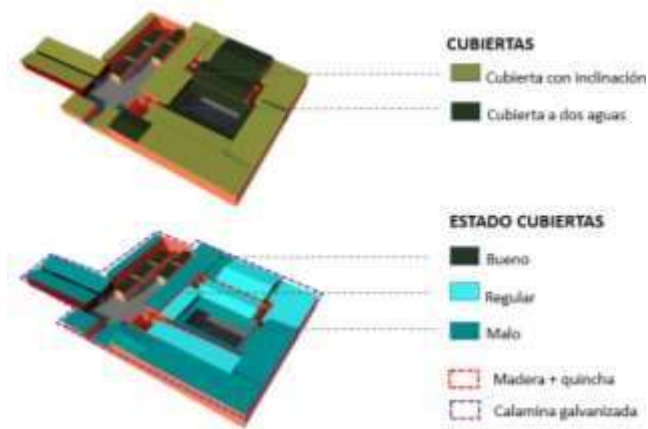 CUBIERTAS
Cubierta con inclinación
Cubierta a dos aguas
ESTADO CUBIERTAS
Bueno
Regular
Malo
Madera + quincha
Calamina galvanizada